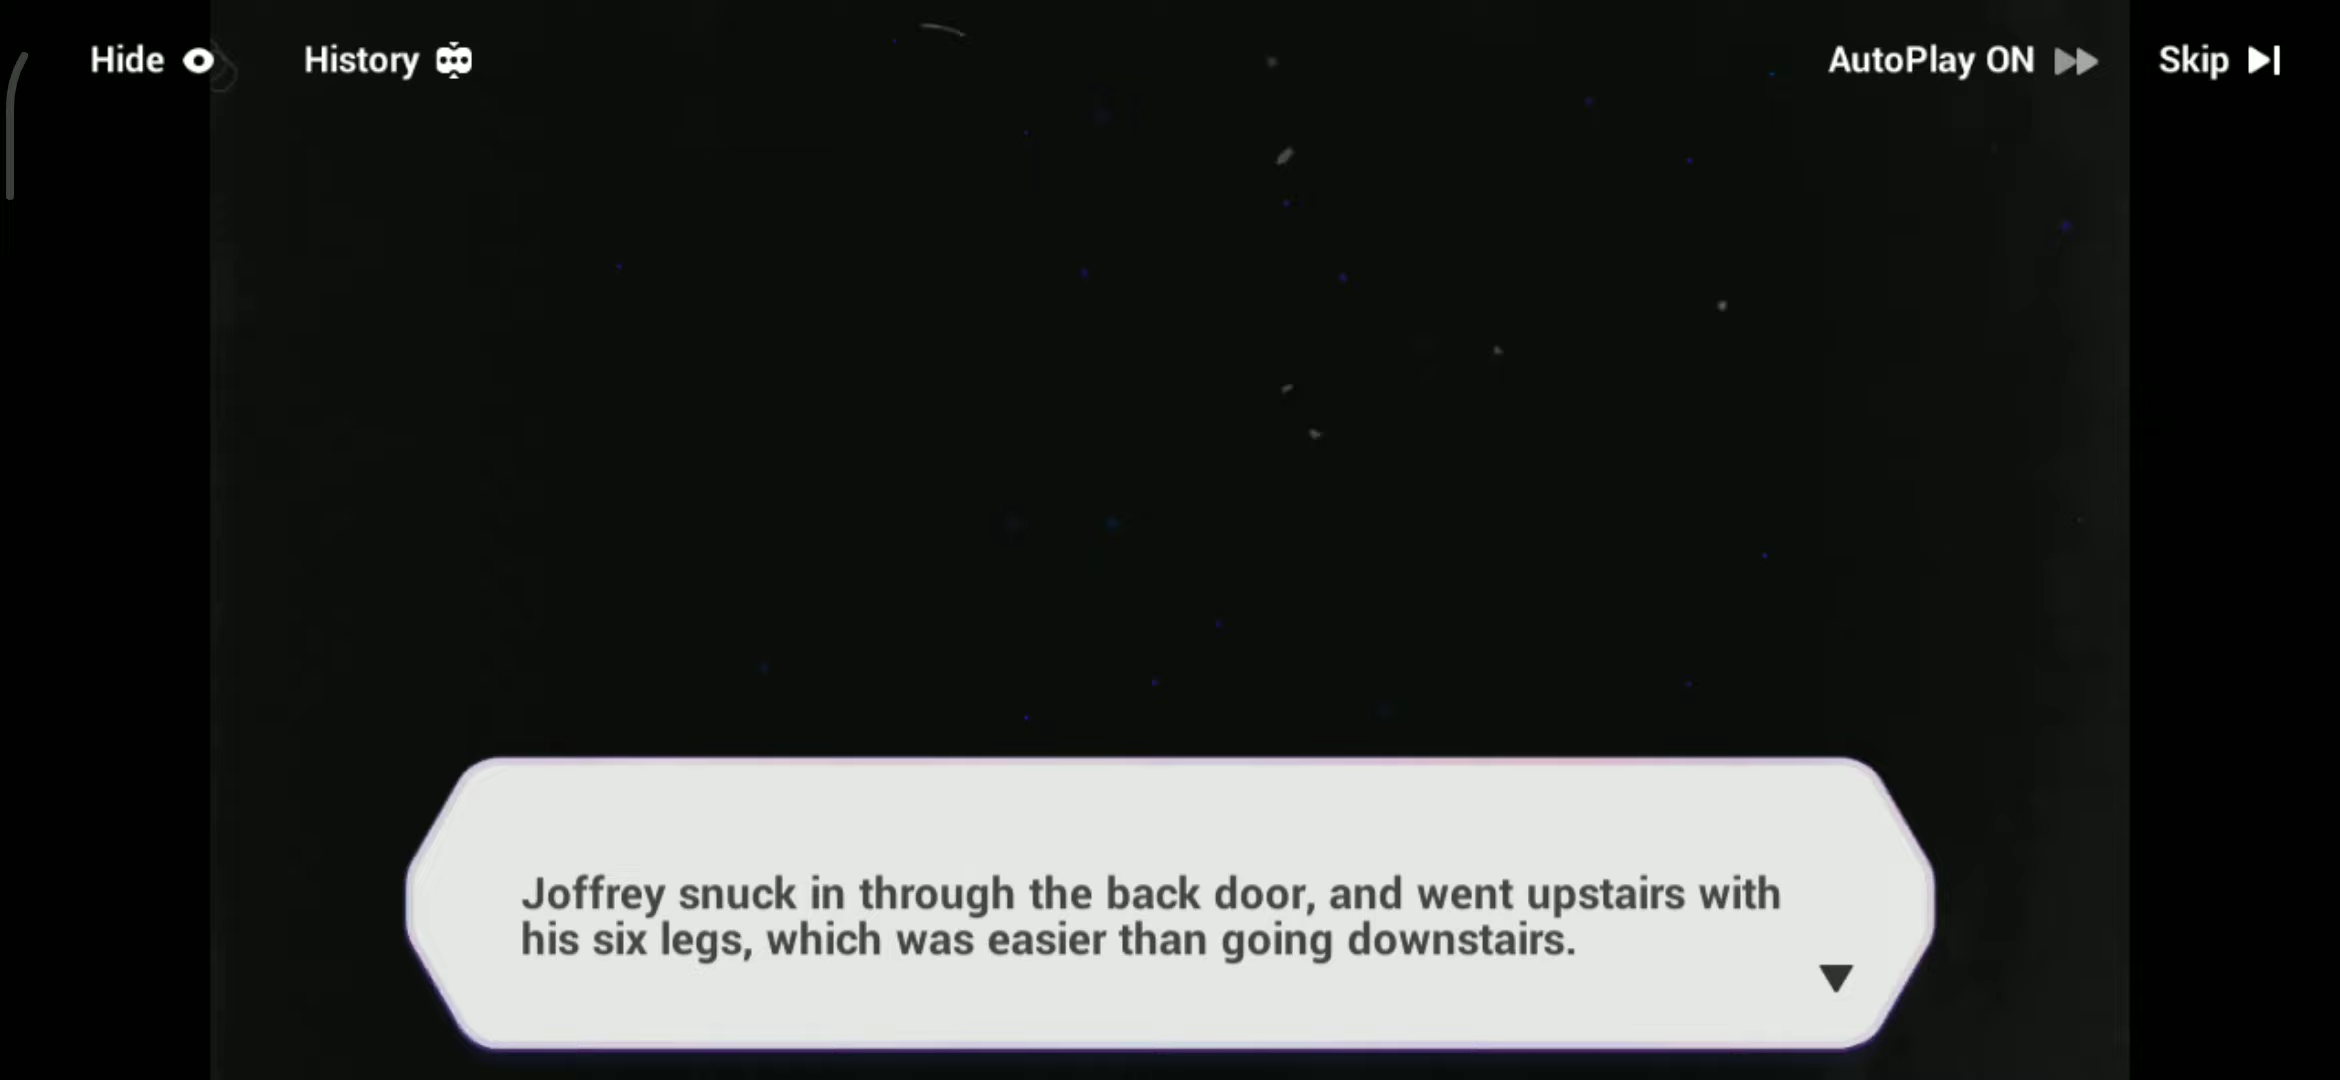 Hide
History
AutoPlay ON
Skip
Joffrey snuck in through the back door, and went upstairs with
his six legs, which was easier than going downstairs.